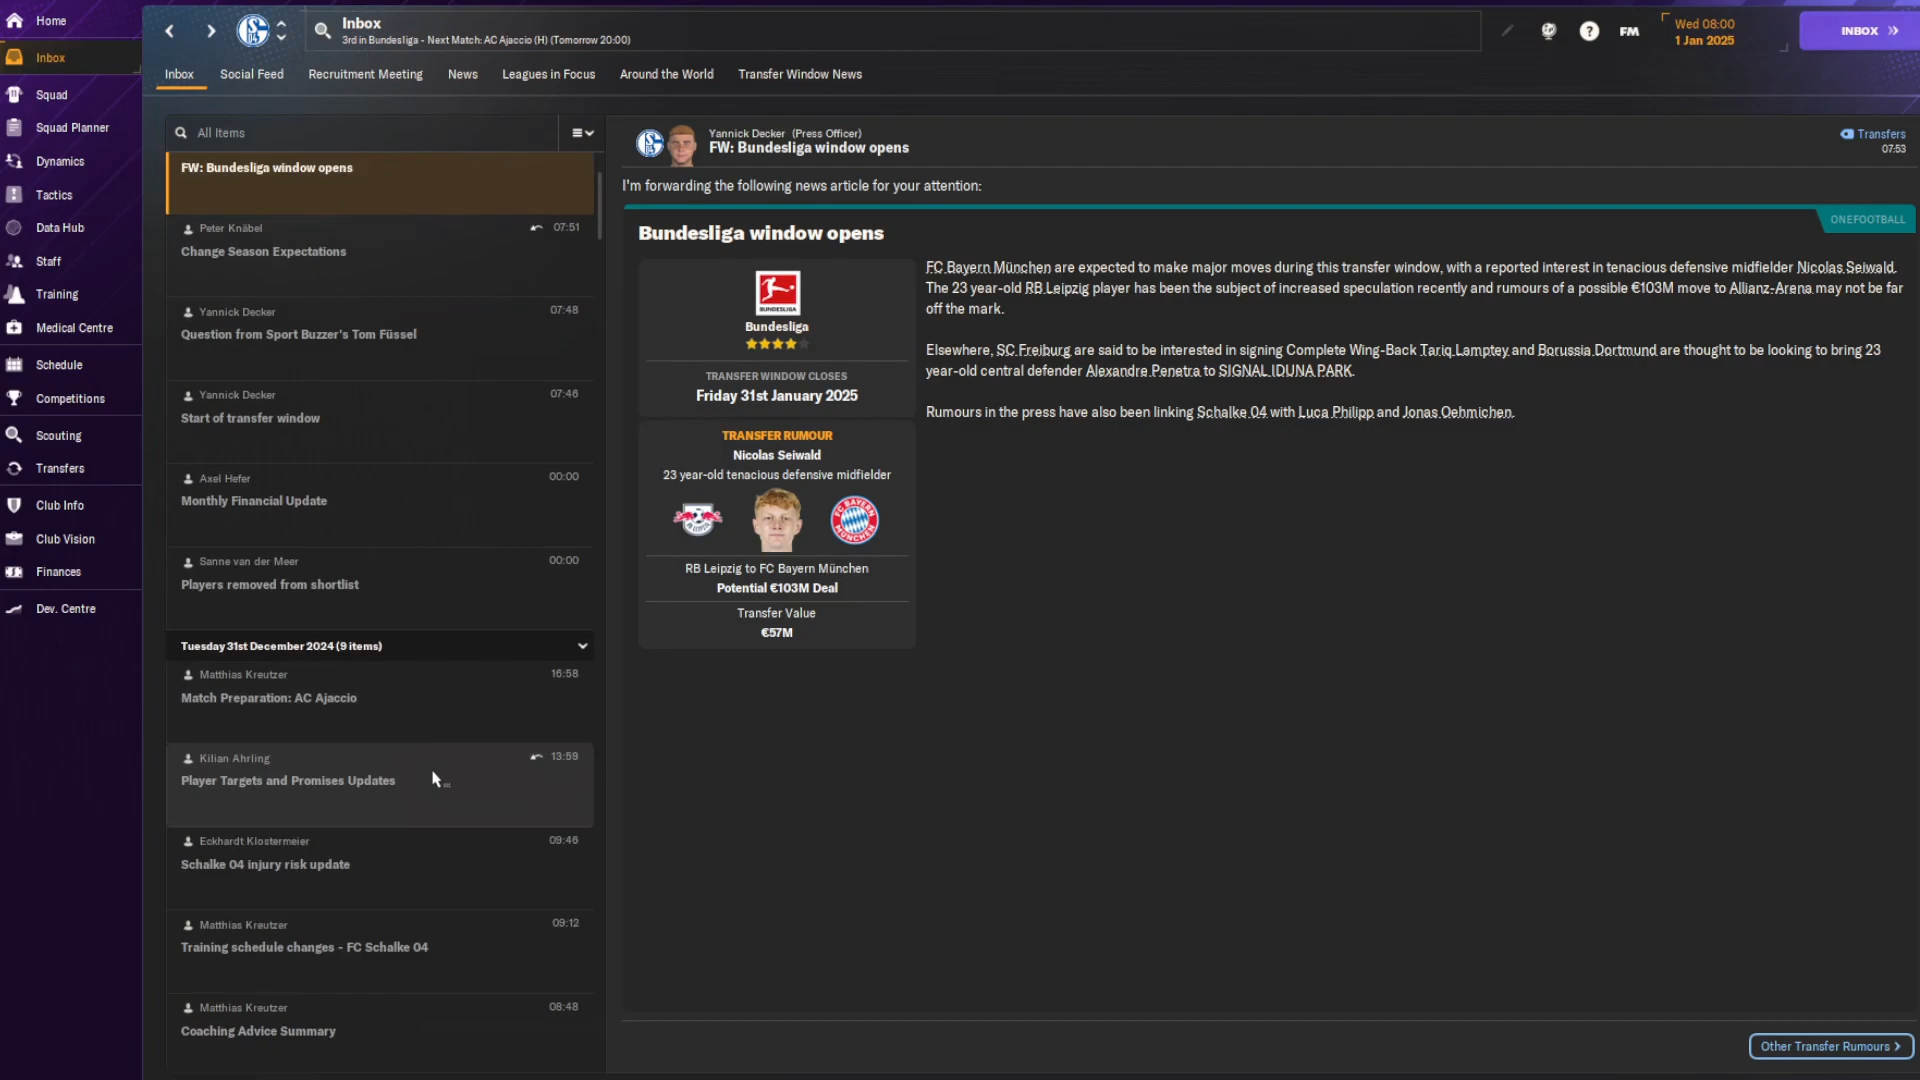 Home
Inbox
Squad
Squad Planner
Dynamics
Tactics
Data Hub
Staff
Training
Medical Centre
Schedule
Competitions
Scouting
Transfers
Club Info
Club Vision
Finances
Dev. Centre
Inbox
3rd in Bundesliga - Next Match: AC Ajaccio (H) (Tomorrow 20:00)
FM
Wed 08:00
1 Jan 2025
INBOX
Inbox
Social Feed
Recruitment Meeting
News
Leagues in Focus
Around the World
Transfer Window News
All Items
FW: Bundesliga window opens
Peter Knäbel 07:51
Change Season Expectations
Yannick Decker 07:48
Question from Sport Buzzer's Tom Füssel
Yannick Decker 07:46
Start of transfer window
Axel Hefer 00:00
Monthly Financial Update
Sanne van der Meer 00:00
Players removed from shortlist
Tuesday 31st December 2024 (9 items)
Matthias Kreutzer 16:58
Match Preparation: AC Ajaccio
Kilian Ahrling 13:59
Player Targets and Promises Updates
Eckhardt Klostermeier 09:46
Schalke 04 injury risk update
Matthias Kreutzer 09:12
Training schedule changes - FC Schalke 04
Matthias Kreutzer 08:48
Coaching Advice Summary
Yannick Decker (Press Officer)
FW: Bundesliga window opens
Transfers
07:53
I'm forwarding the following news article for your attention:
ONEFOOTBALL
Bundesliga window opens
BUNDESLIGA
Bundesliga
TRANSFER WINDOW CLOSES
Friday 31st January 2025
TRANSFER RUMOUR
Nicolas Seiwald
23 year-old tenacious defensive midfielder
RB Leipzig to FC Bayern München
Potential €103M Deal
Transfer Value
€57M
FC Bayern München are expected to make major moves during this transfer window, with a reported interest in tenacious defensive midfielder Nicolas Seiwald.
The 23 year-old RB Leipzig player has been the subject of increased speculation recently and rumours of a possible €103M move to Allianz-Arena may not be far
off the mark.
Elsewhere, SC Freiburg are said to be interested in signing Complete Wing-Back Tariq Lamptey and Borussia Dortmund are thought to be looking to bring 23
year-old central defender Alexandre Penetra to SIGNAL IDUNA PARK.
Rumours in the press have also been linking Schalke 04 with Luca Philipp and Jonas Oehmichen.
Other Transfer Rumours